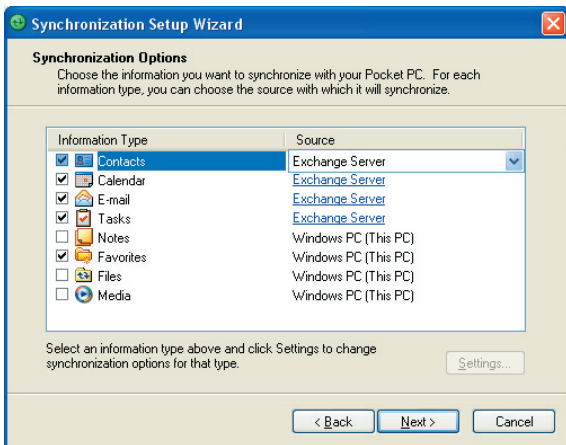 Synchronization Setup Wizard
Synchronization Options
Choose the information you want to synchronize with your Pocket PC. For each
information type, you can choose the source with which it will synchronize.
Information Type Source
Contacts Exchange Server
Calendar Exchange Server
E-mail Exchange Server
Tasks Exchange Server
Notes Windows PC (This PC)
Favorites Windows PC (This PC)
Files Windows PC (This PC)
Media Windows PC (This PC)
Select an information type above and click Settings to change
synchronization options for that type.
Settings...
< Back Next > Cancel